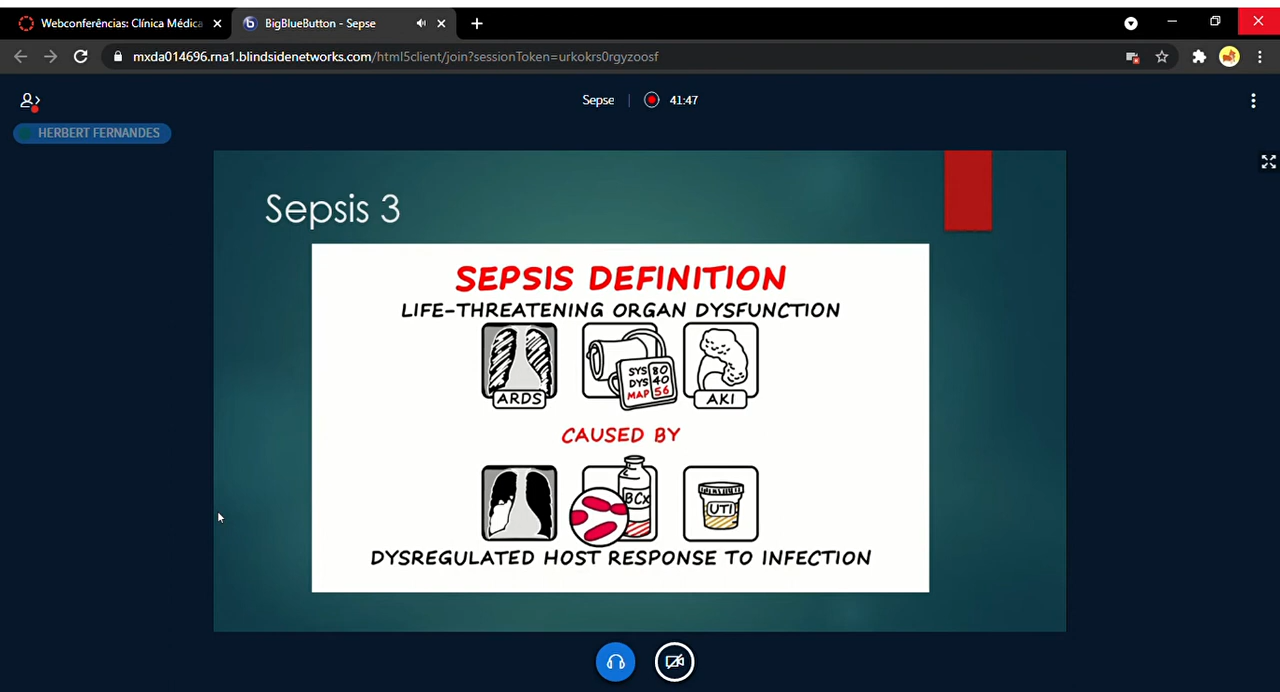 Webconferências: Clínica Médica
BigBlueButton - Sepse
mxda014696.rna1.blindsidenetworks.com/html5client/join?sessionToken=urkokrs0rgyzoosf
Sepse | 41:47
HERBERT FERNANDES
Sepsis 3
SEPSIS DEFINITION
LIFE-THREATENING ORGAN DYSFUNCTION
SYS 80
DYS 40
MAP 56
ARDS
AKI
CAUSED BY
BCx
UTI
DYSREGULATED HOST RESPONSE TO INFECTION